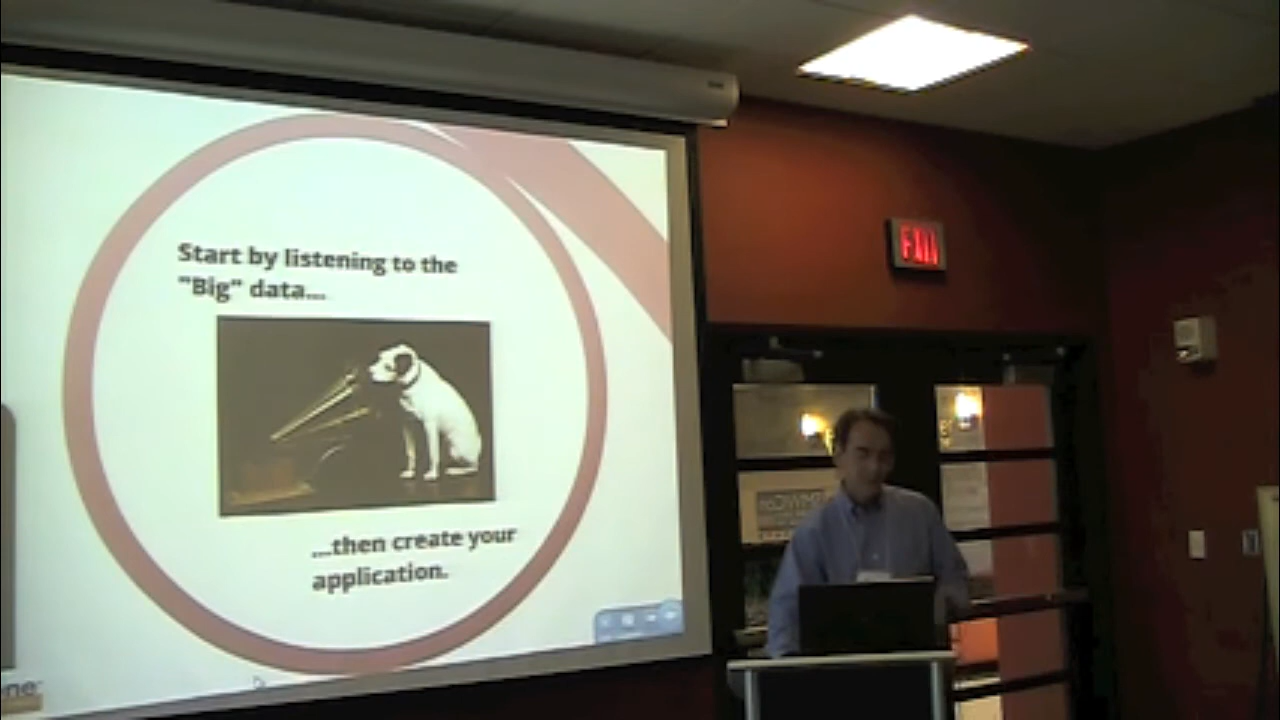 Start by listening to the
"Big" data...
...then create your
application.
EXIT